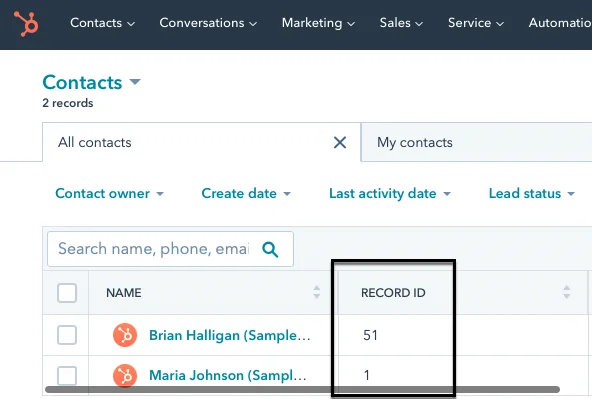 Contacts Conversations Marketing Sales Service Automatio
Contacts
2 records
All contacts My contacts
Contact owner Create date Last activity date Lead status
Search name, phone, emai
NAME RECORD ID
Brian Halligan (Sample... 51
Maria Johnson (Sampl... 1